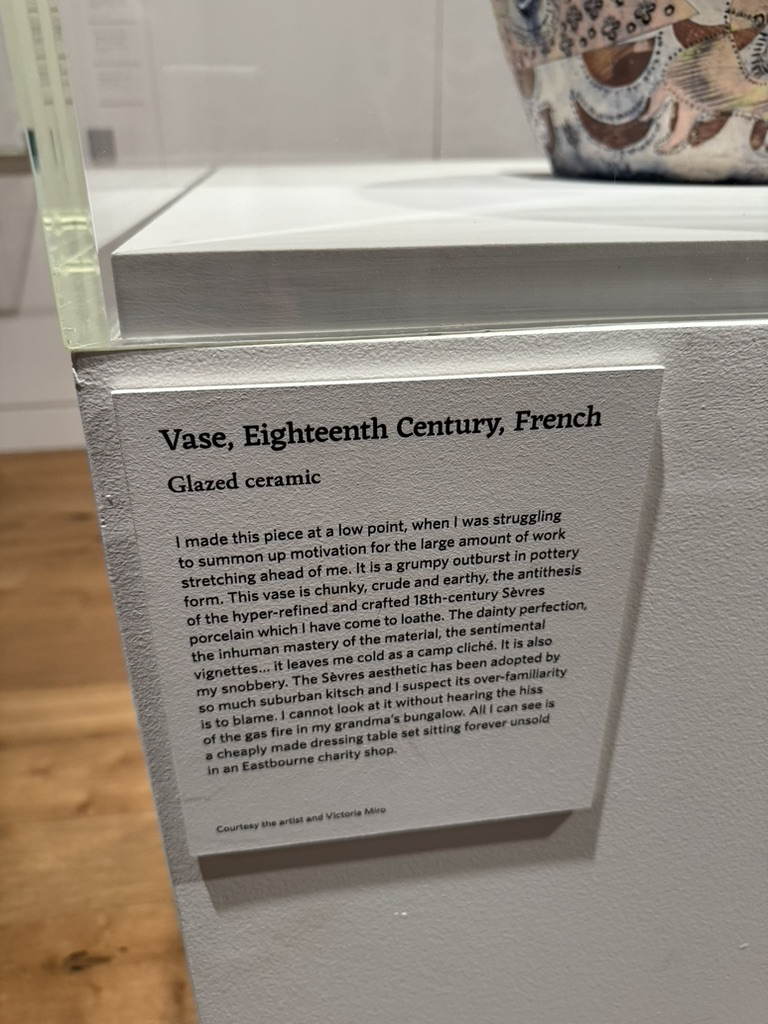 Vase, Eighteenth Century, French
Glazed ceramic
I made this piece at a low point, when I was struggling
to summon up motivation for the large amount of work
stretching ahead of me. It is a grumpy outburst in pottery
form. This vase is chunky, crude and earthy, the antithesis
of the hyper-refined and crafted 18th-century Sèvres
porcelain which I have come to loathe. The dainty perfection,
the inhuman mastery of the material, the sentimental
vignettes... it leaves me cold as a camp cliché. It is also
my snobbery. The Sèvres aesthetic has been adopted by
so much suburban kitsch and I suspect its over-familiarity
is to blame. I cannot look at it without hearing the hiss
of the gas fire in my grandma's bungalow. All I can see is
a cheaply made dressing table set sitting forever unsold
in an Eastbourne charity shop.
Courtesy the artist and Victoria Miro